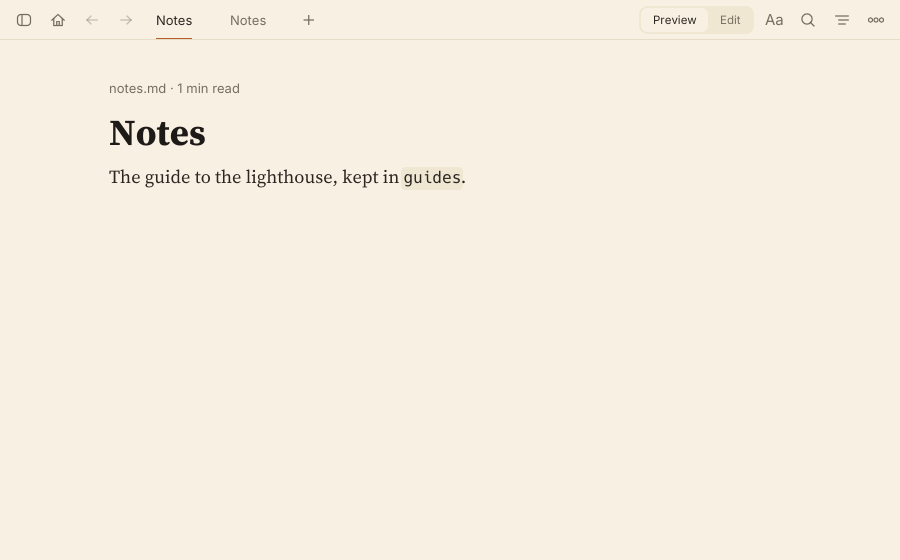 Notes Notes Preview Edit Aa
notes.md · 1 min read
Notes
The guide to the lighthouse, kept in guides.